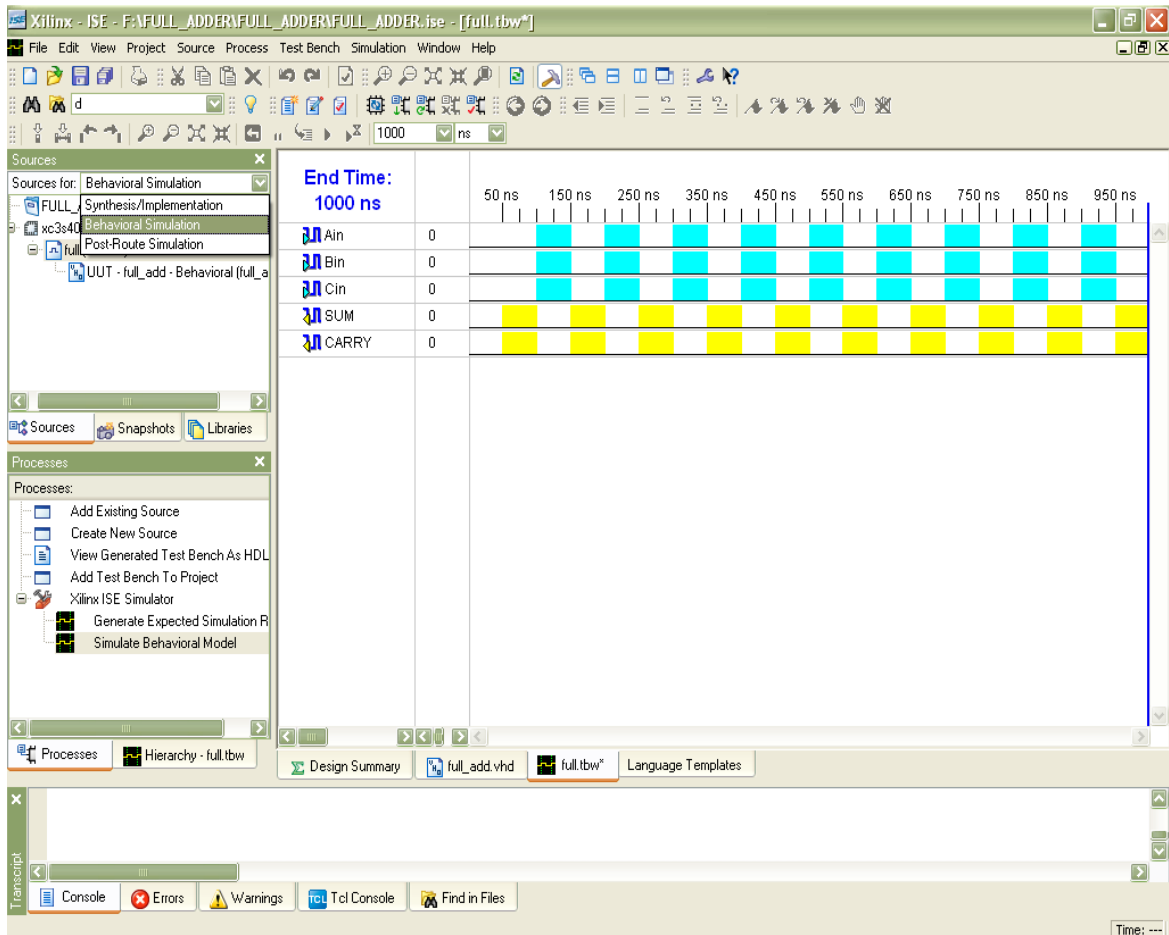 Xilinx - ISE - F:\FULL_ADDER\FULL_ADDER\FULL_ADDER.ise - [full.tbw*]
File Edit View Project Source Process Test Bench Simulation Window Help
d
1000 ns
Sources
Sources for: Behavioral Simulation
Synthesis/Implementation
Behavioral Simulation
Post-Route Simulation
FULL_
xc3s40
full
UUT - full_add - Behavioral (full_a
Sources Snapshots Libraries
Processes
Processes:
Add Existing Source
Create New Source
View Generated Test Bench As HDL
Add Test Bench To Project
Xilinx ISE Simulator
Generate Expected Simulation R
Simulate Behavioral Model
Processes Hierarchy - full.tbw
End Time:
1000 ns
50 ns 150 ns 250 ns 350 ns 450 ns 550 ns 650 ns 750 ns 850 ns 950 ns
Ain 0
Bin 0
Cin 0
SUM 0
CARRY 0
Design Summary full_add.vhd full.tbw* Language Templates
Transcript
Console Errors Warnings TCL Tcl Console Find in Files
Time: ---